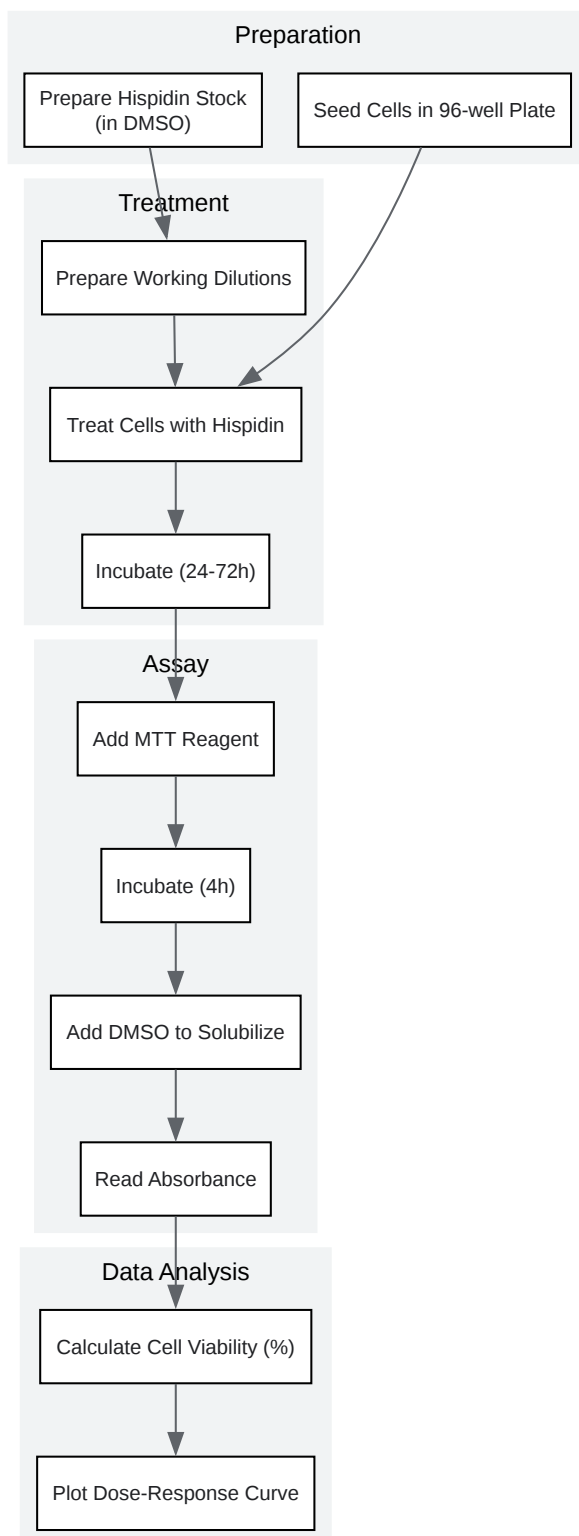 Preparation
Prepare Hispidin Stock
(in DMSO)
Seed Cells in 96-well Plate
Treatment
Prepare Working Dilutions
Treat Cells with Hispidin
Incubate (24-72h)
Assay
Add MTT Reagent
Incubate (4h)
Add DMSO to Solubilize
Read Absorbance
Data Analysis
Calculate Cell Viability (%)
Plot Dose-Response Curve